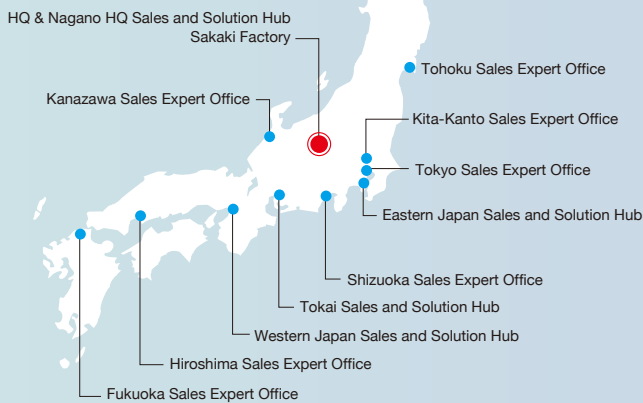 HQ & Nagano HQ Sales and Solution Hub
Sakaki Factory
Tohoku Sales Expert Office
Kanazawa Sales Expert Office
Kita-Kanto Sales Expert Office
Tokyo Sales Expert Office
Eastern Japan Sales and Solution Hub
Shizuoka Sales Expert Office
Tokai Sales and Solution Hub
Western Japan Sales and Solution Hub
Hiroshima Sales Expert Office
Fukuoka Sales Expert Office